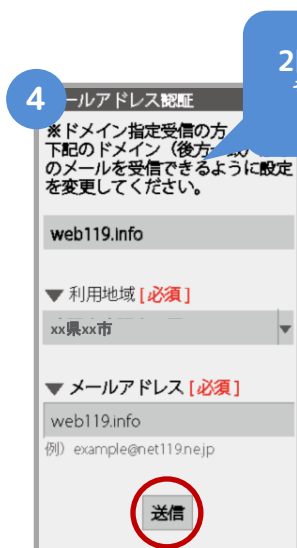 4
2
ールアドレス認証
※ドメイン指定受信の方
下記のドメイン（後方一致）
のメールを受信できるように設定
を変更してください。
web119.info
▼ 利用地域 [必須]
xx県xx市
▼ メールアドレス [必須]
web119.info
例）example@net119.ne.jp
送信